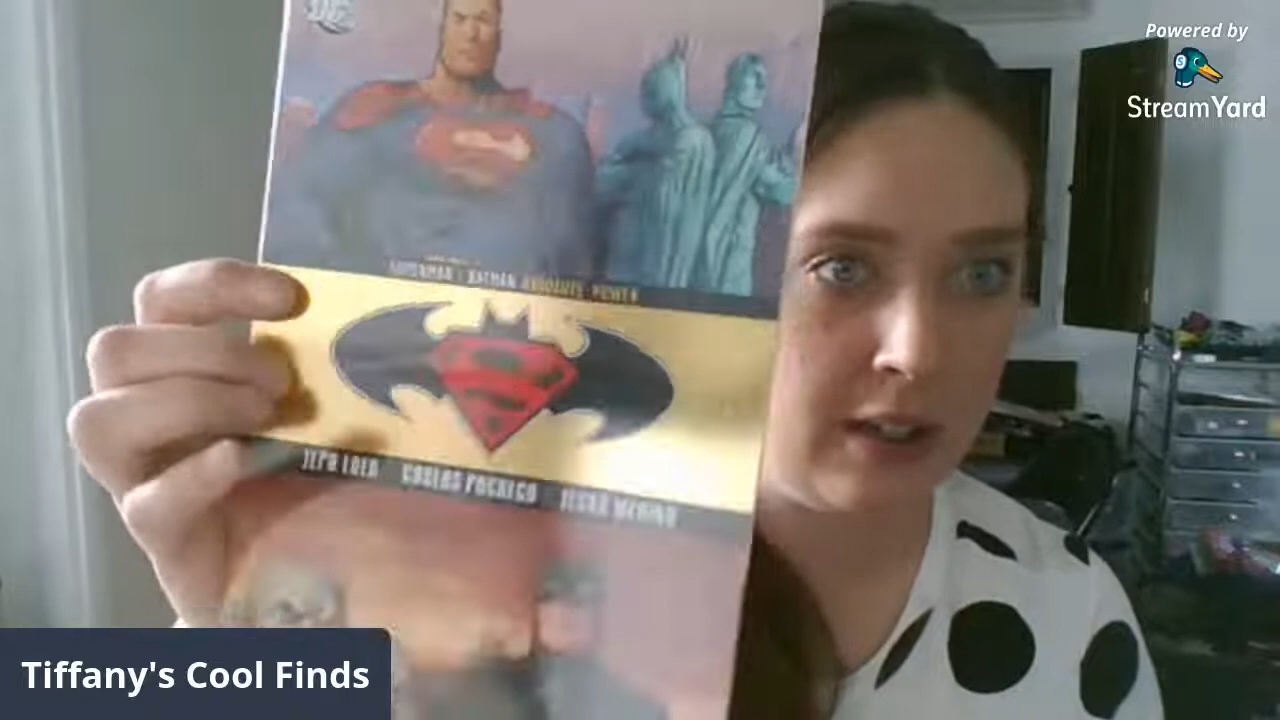 DC
Powered by
StreamYard
SUPERMAN / BATMAN ABSOLUTE POWER
JEPH LOEB CARLOS PACHECO JESUS MERINO
Tiffany's Cool Finds